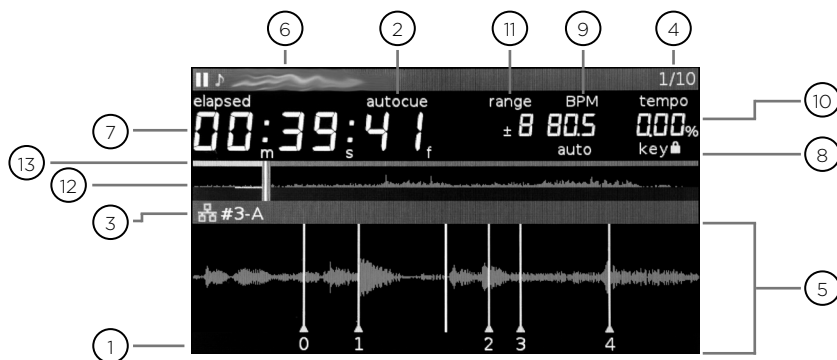 6 2 11 9 4
1/10
elapsed autocue range BPM tempo
10
7 00:39:41 ±8 80.5 0.00%
m s f auto key
8
13
12
3 #3-A
5
1 0 1 2 3 4